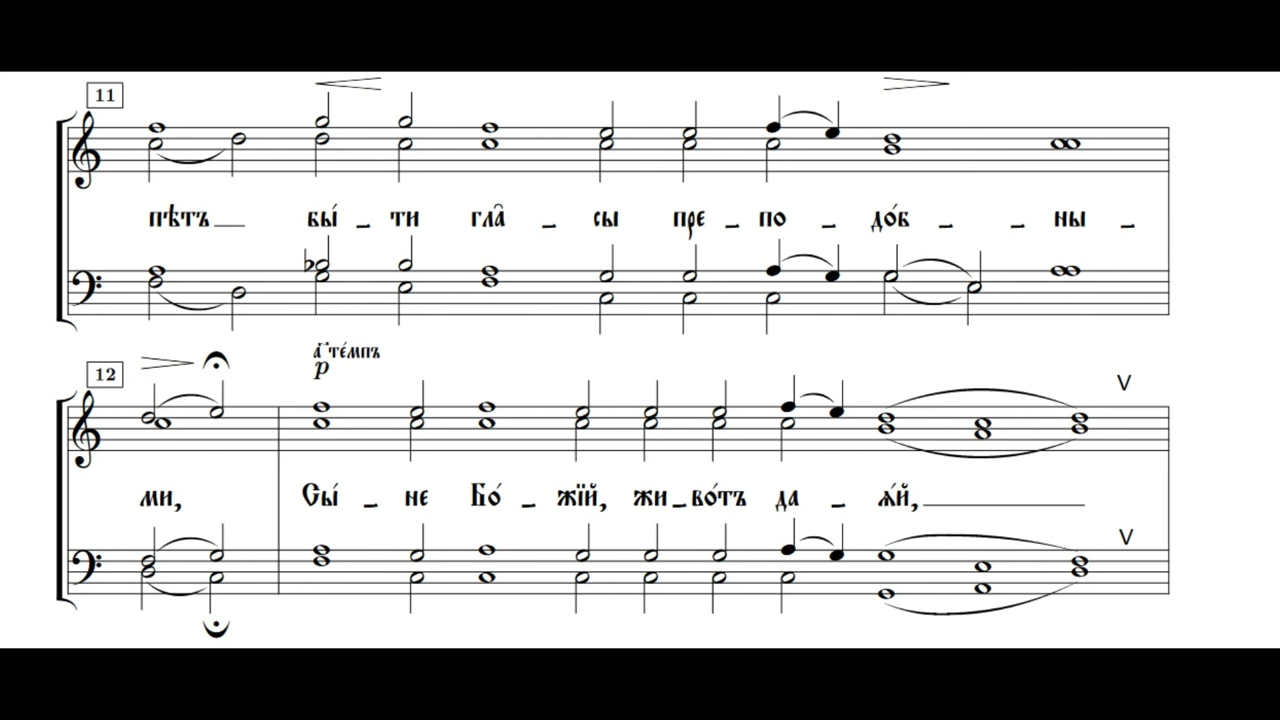 11
пѣтъ бы́ - ти гла̑ - сы пре - по - до́б - - ны -
12
а̓́ те́мпъ
p
V
ми, Сы́ - не Бо́ - жїй, жи - во́тъ да - ѧ́й,
V